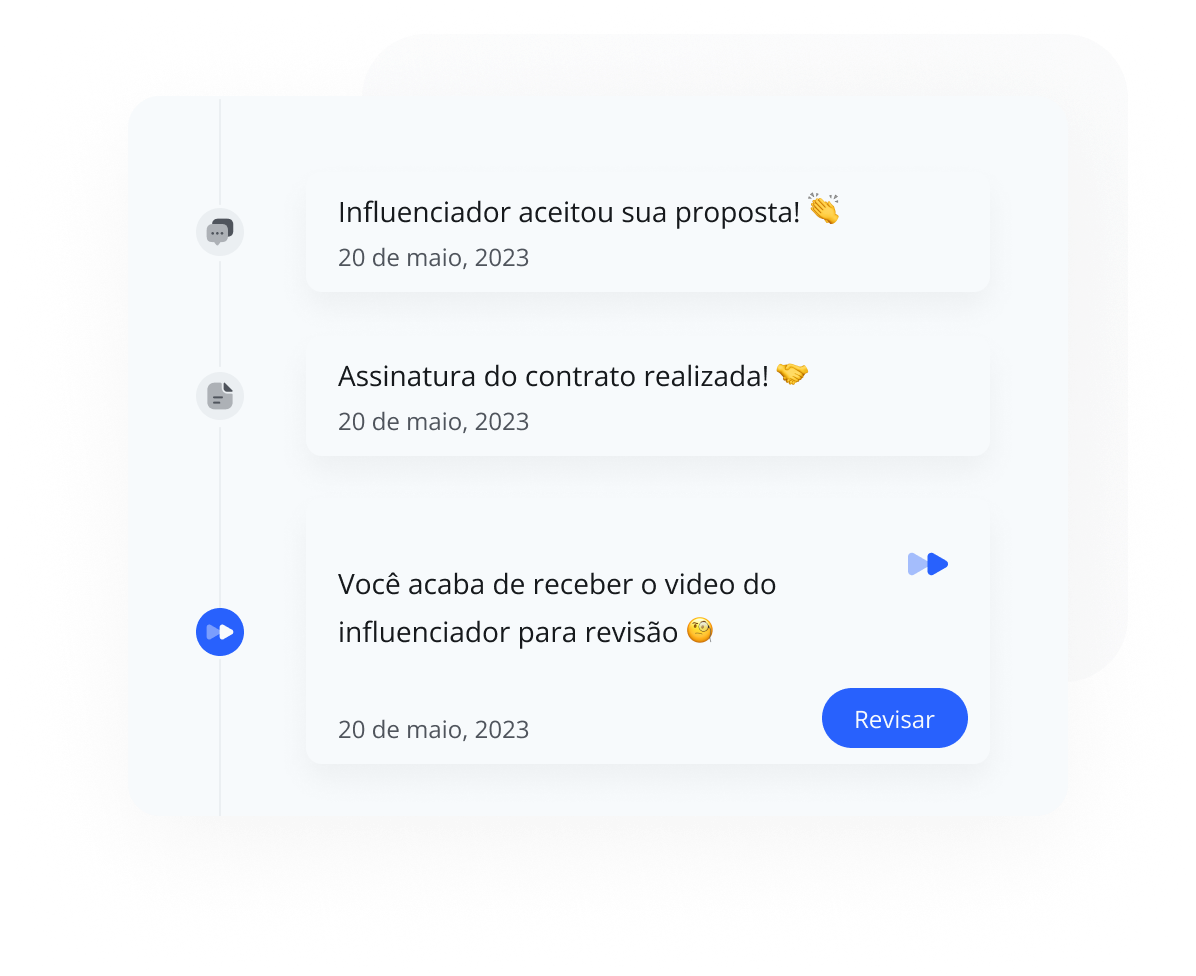 Influenciador aceitou sua proposta! 👏
20 de maio, 2023
Assinatura do contrato realizada! 🤝
20 de maio, 2023
Você acaba de receber o video do
influenciador para revisão 🧐
20 de maio, 2023
Revisar